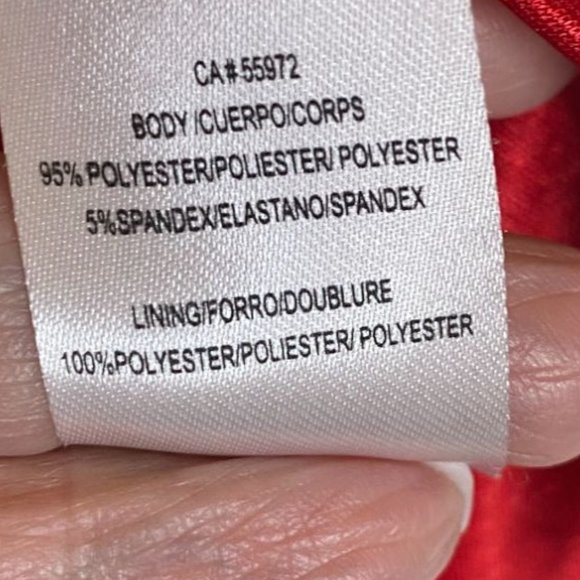 CA#55972
BODY/CUERPO/CORPS
95% POLYESTER/POLIESTER/ POLYESTER
5%SPANDEX/ELASTANO/SPANDEX
LINING/FORRO/DOUBLURE
100%POLYESTER/POLIESTER/ POLYESTER